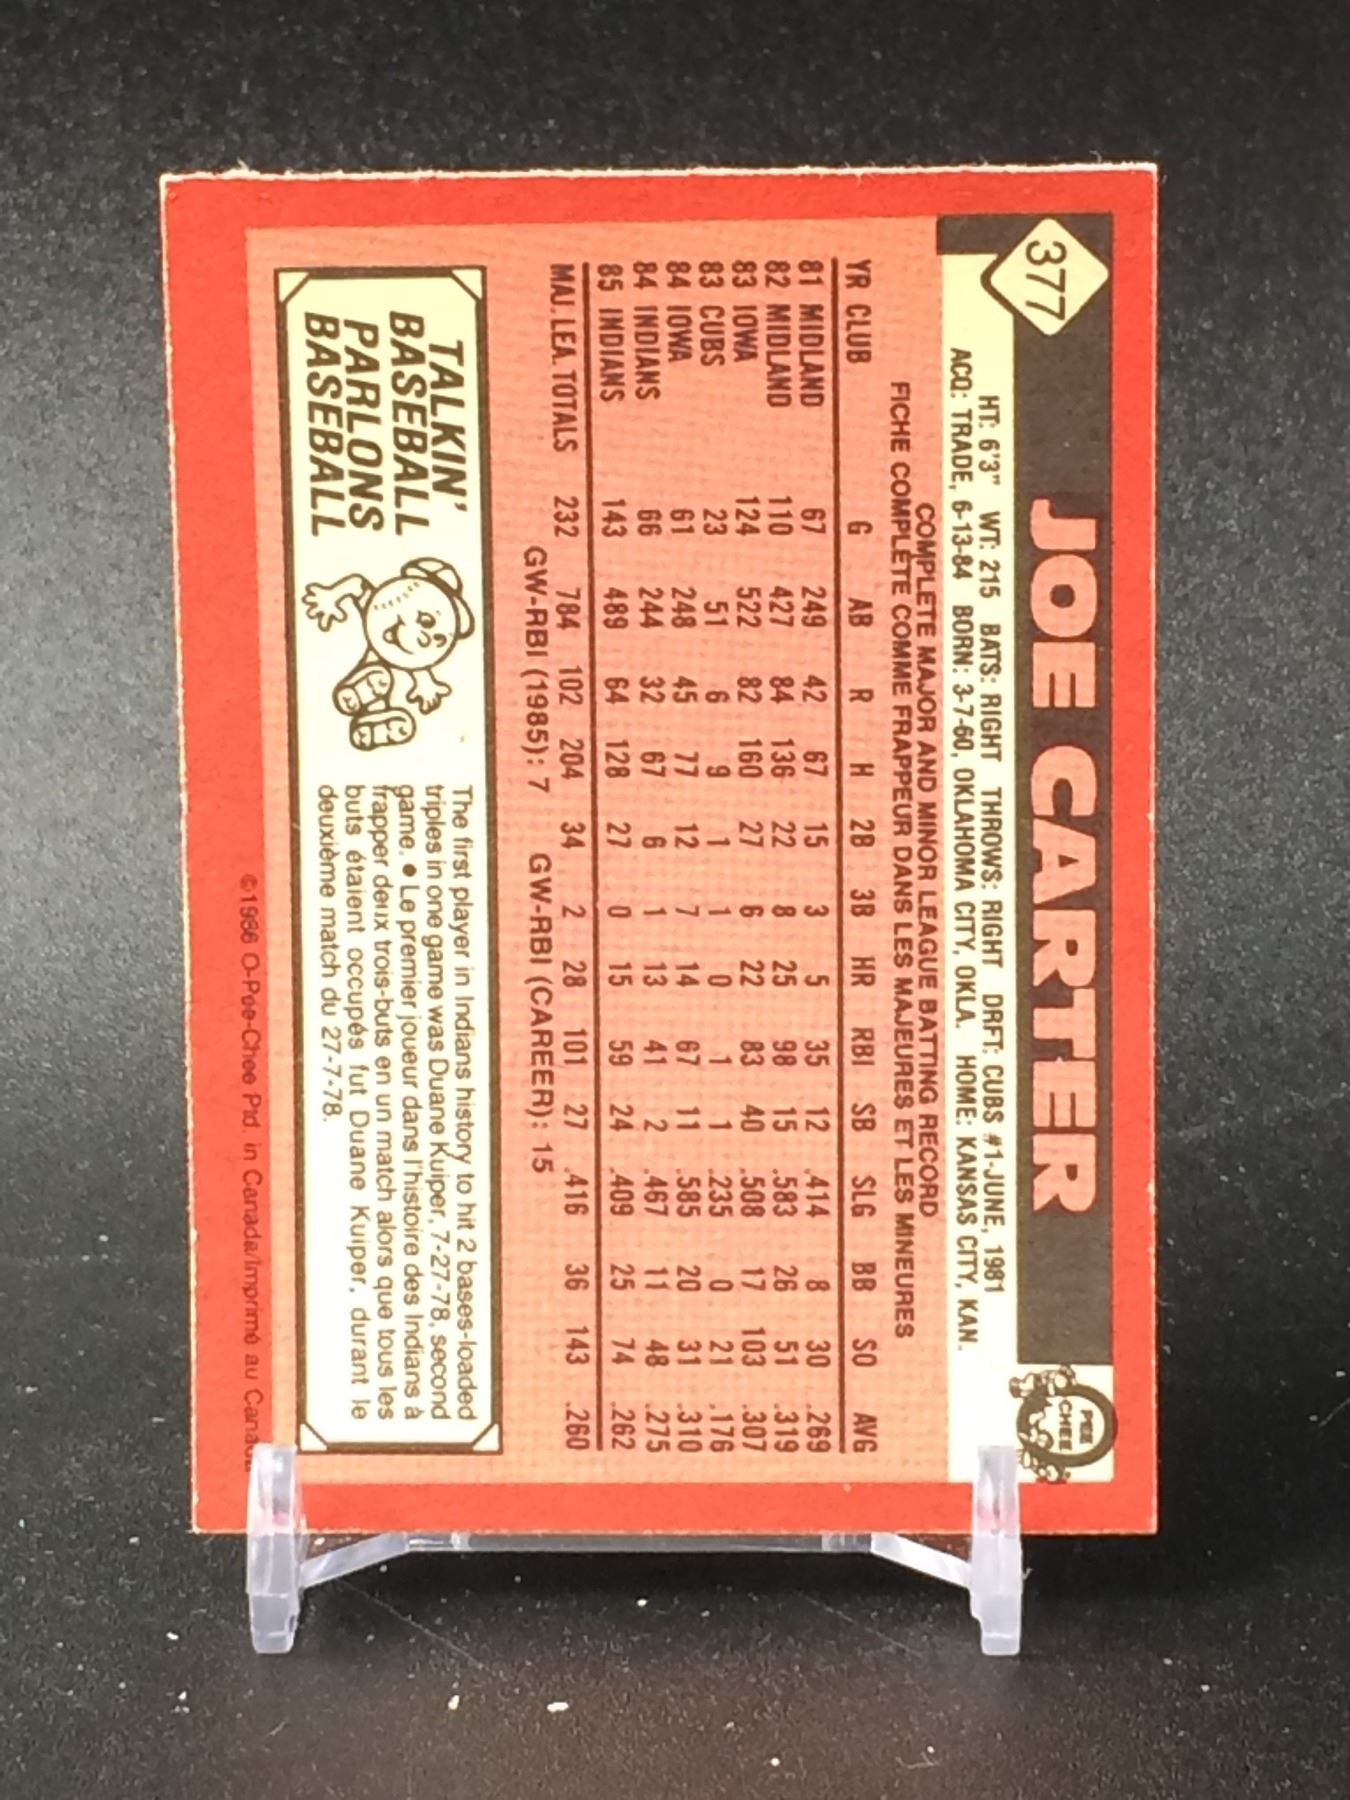 377
JOE CARTER
O
PEE
CHEE
HT: 6'3" WT: 215 BATS: RIGHT THROWS: RIGHT DRFT: CUBS #1-JUNE, 1981
ACQ: TRADE, 6-13-84 BORN: 3-7-60, OKLAHOMA CITY, OKLA. HOME: KANSAS CITY, KAN.
COMPLETE MAJOR AND MINOR LEAGUE BATTING RECORD
FICHE COMPLÈTE COMME FRAPPEUR DANS LES MAJEURES ET LES MINEURES
YR CLUB G AB R H 2B 3B HR RBI SB SLG BB SO AVG
81 MIDLAND 67 249 42 67 15 3 5 35 12 .414 8 30 .269
82 MIDLAND 110 427 84 136 22 8 25 98 15 .583 26 51 .319
83 IOWA 124 522 82 160 27 6 22 83 40 .508 17 103 .307
83 CUBS 23 51 6 9 1 1 0 1 1 .235 0 21 .176
84 IOWA 61 248 45 77 12 7 14 67 11 .585 20 31 .310
84 INDIANS 66 244 32 67 6 1 13 41 2 .467 11 48 .275
85 INDIANS 143 489 64 128 27 0 15 59 24 .409 25 74 .262
MAJ. LEA. TOTALS 232 784 102 204 34 2 28 101 27 .416 36 143 .260
GW-RBI (1985): 7 GW-RBI (CAREER): 15
TALKIN'
BASEBALL
PARLONS
BASEBALL
The first player in Indians history to hit 2 bases-loaded
triples in one game was Duane Kuiper, 7-27-78, second
game. • Le premier joueur dans l'histoire des Indians à
frapper deux trois-buts en un match alors que tous les
buts étaient occupés fut Duane Kuiper, durant le
deuxième match du 27-7-78.
©1986 O-Pee-Chee Ptd. in Canada/Imprimé au Canada